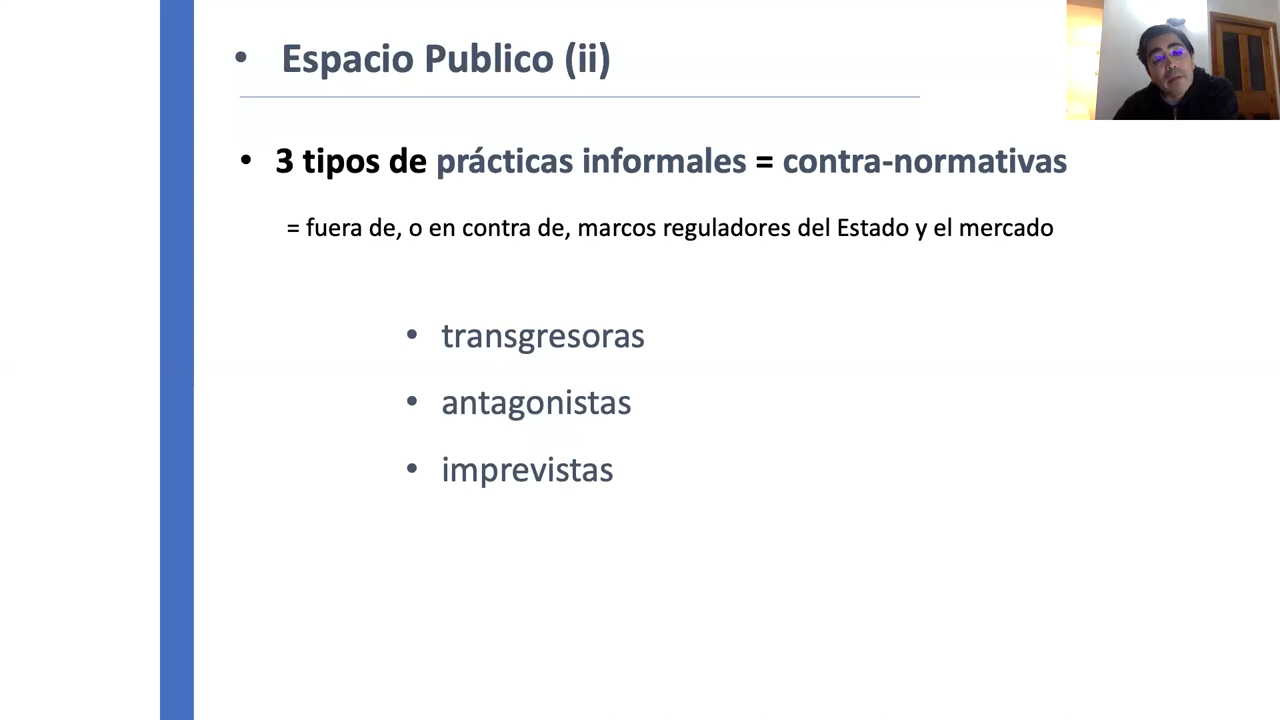 • Espacio Publico (ii)
• 3 tipos de prácticas informales = contra-normativas
= fuera de, o en contra de, marcos reguladores del Estado y el mercado
• transgresoras
• antagonistas
• imprevistas